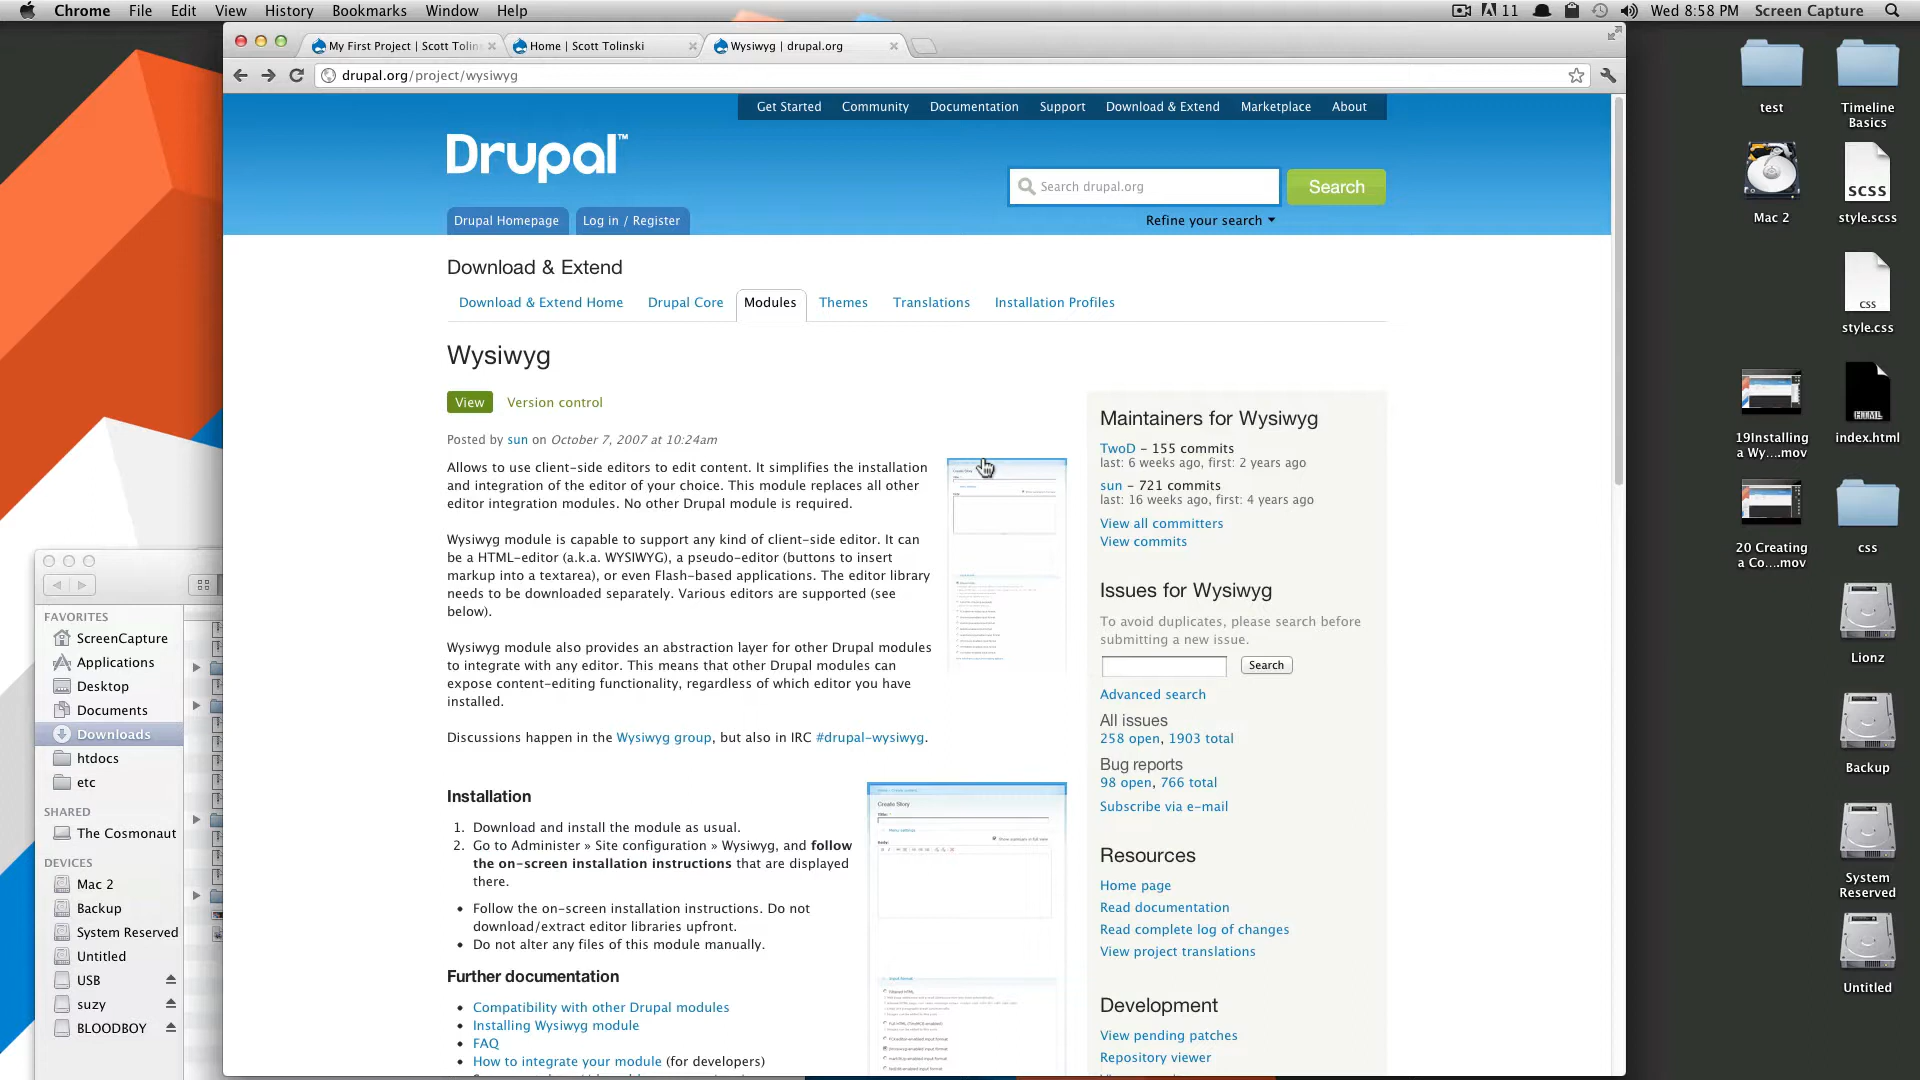 Chrome File Edit View History Bookmarks Window Help 11 Wed 8:58 PM Screen Capture
My First Project | Scott Tolin
Home | Scott Tolinski
Wysiwyg | drupal.org
drupal.org/project/wysiwyg
Get Started Community Documentation Support Download & Extend Marketplace About
Drupal™
Search drupal.org
Search
Refine your search
Drupal Homepage
Log in / Register
Download & Extend
Download & Extend Home Drupal Core Modules Themes Translations Installation Profiles
Wysiwyg
View Version control
Posted by sun on October 7, 2007 at 10:24am
Allows to use client-side editors to edit content. It simplifies the installation
and integration of the editor of your choice. This module replaces all other
editor integration modules. No other Drupal module is required.
Wysiwyg module is capable to support any kind of client-side editor. It can
be a HTML-editor (a.k.a. WYSIWYG), a pseudo-editor (buttons to insert
markup into a textarea), or even Flash-based applications. The editor library
needs to be downloaded separately. Various editors are supported (see
below).
Wysiwyg module also provides an abstraction layer for other Drupal modules
to integrate with any editor. This means that other Drupal modules can
expose content-editing functionality, regardless of which editor you have
installed.
Discussions happen in the Wysiwyg group, but also in IRC #drupal-wysiwyg.
Installation
1. Download and install the module as usual.
2. Go to Administer » Site configuration » Wysiwyg, and follow
the on-screen installation instructions that are displayed
there.
• Follow the on-screen installation instructions. Do not
download/extract editor libraries upfront.
• Do not alter any files of this module manually.
Further documentation
• Compatibility with other Drupal modules
• Installing Wysiwyg module
• FAQ
• How to integrate your module (for developers)
Create Story
Maintainers for Wysiwyg
TwoD – 155 commits
last: 6 weeks ago, first: 2 years ago
sun – 721 commits
last: 16 weeks ago, first: 4 years ago
View all committers
View commits
Issues for Wysiwyg
To avoid duplicates, please search before
submitting a new issue.
Search
Advanced search
All issues
258 open, 1903 total
Bug reports
98 open, 766 total
Subscribe via e-mail
Resources
Home page
Read documentation
Read complete log of changes
View project translations
Development
View pending patches
Repository viewer
FAVORITES
ScreenCapture
Applications
Desktop
Documents
Downloads
htdocs
etc
SHARED
The Cosmonaut
DEVICES
Mac 2
Backup
System Reserved
Untitled
USB
suzy
BLOODBOY
test
Timeline
Basics
Mac 2
SCSS
style.scss
css
style.css
19Installing
a Wy....mov
HTML
index.html
20 Creating
a Co....mov
css
Lionz
Backup
System
Reserved
Untitled